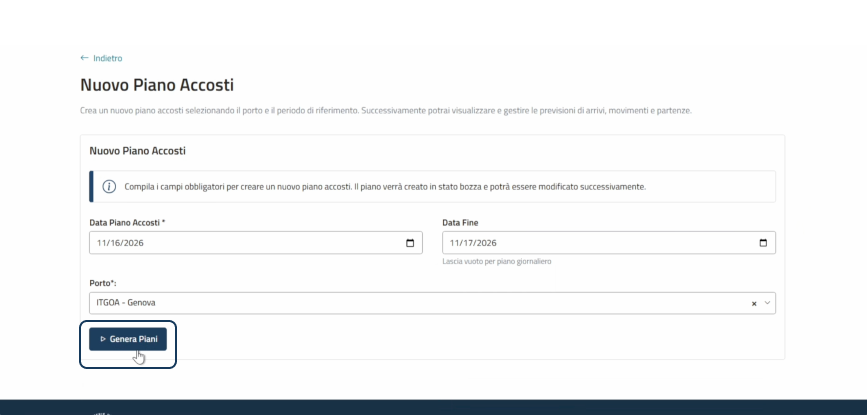 ← Indietro
Nuovo Piano Accosti
Crea un nuovo piano accosti selezionando il porto e il periodo di riferimento. Successivamente potrai visualizzare e gestire le previsioni di arrivi, movimenti e partenze.
Nuovo Piano Accosti
Compila i campi obbligatori per creare un nuovo piano accosti. Il piano verrà creato in stato bozza e potrà essere modificato successivamente.
Data Piano Accosti * Data Fine
11/16/2026 11/17/2026
Lascia vuoto per piano giornaliero
Porto*:
ITGOA - Genova
Genera Piani